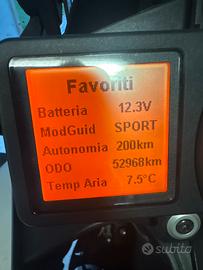 Favoriti
Batteria 12.3V
ModGuid SPORT
Autonomia 200km
ODO 52968km
Temp Aria 7.5°C
subito